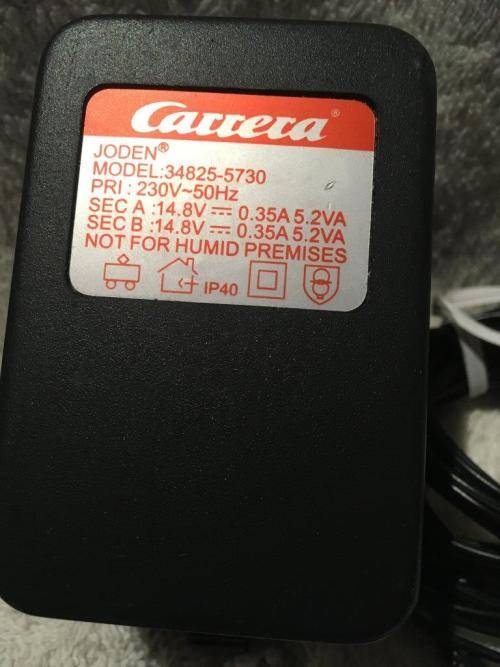 Carrera®
JODEN®
MODEL:34825-5730
PRI : 230V~50Hz
SEC A :14.8V ⎓ 0.35A 5.2VA
SEC B :14.8V ⎓ 0.35A 5.2VA
NOT FOR HUMID PREMISES
IP40